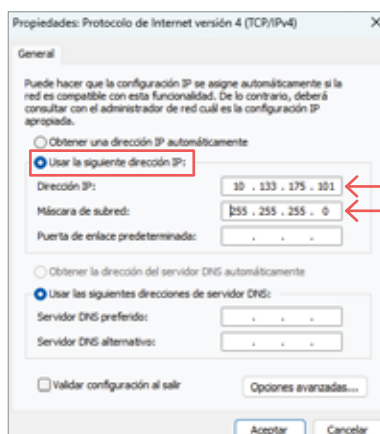 Propiedades: Protocolo de Internet versión 4 (TCP/IPv4)
General
Puede hacer que la configuración IP se asigne automáticamente si la
red es compatible con esta funcionalidad. De lo contrario, deberá
consultar con el administrador de red cuál es la configuración IP
apropiada.
Obtener una dirección IP automáticamente
Usar la siguiente dirección IP:
Dirección IP: 10 . 133 . 175 . 101
Máscara de subred: 255 . 255 . 255 . 0
Puerta de enlace predeterminada: . . .
Obtener la dirección del servidor DNS automáticamente
Usar las siguientes direcciones de servidor DNS:
Servidor DNS preferido: . . .
Servidor DNS alternativo: . . .
Validar configuración al salir
Opciones avanzadas...
Aceptar Cancelar